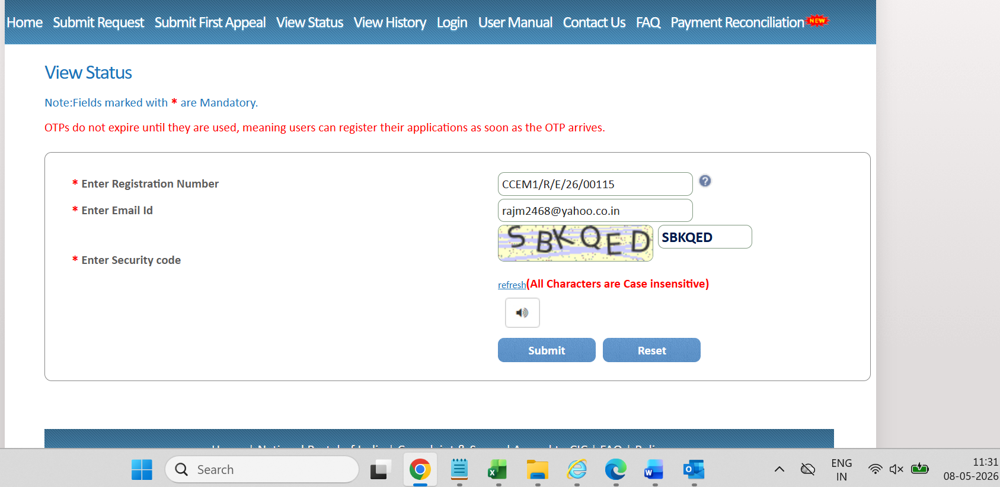 Home Submit Request Submit First Appeal View Status View History Login User Manual Contact Us FAQ Payment Reconciliation NEW
View Status
Note:Fields marked with * are Mandatory.
OTPs do not expire until they are used, meaning users can register their applications as soon as the OTP arrives.
* Enter Registration Number CCEM1/R/E/26/00115 ?
* Enter Email Id rajm2468@yahoo.co.in
SBKQED SBKQED
* Enter Security code
refresh(All Characters are Case insensitive)
Submit Reset
Search
ENG
IN
11:31
08-05-2026